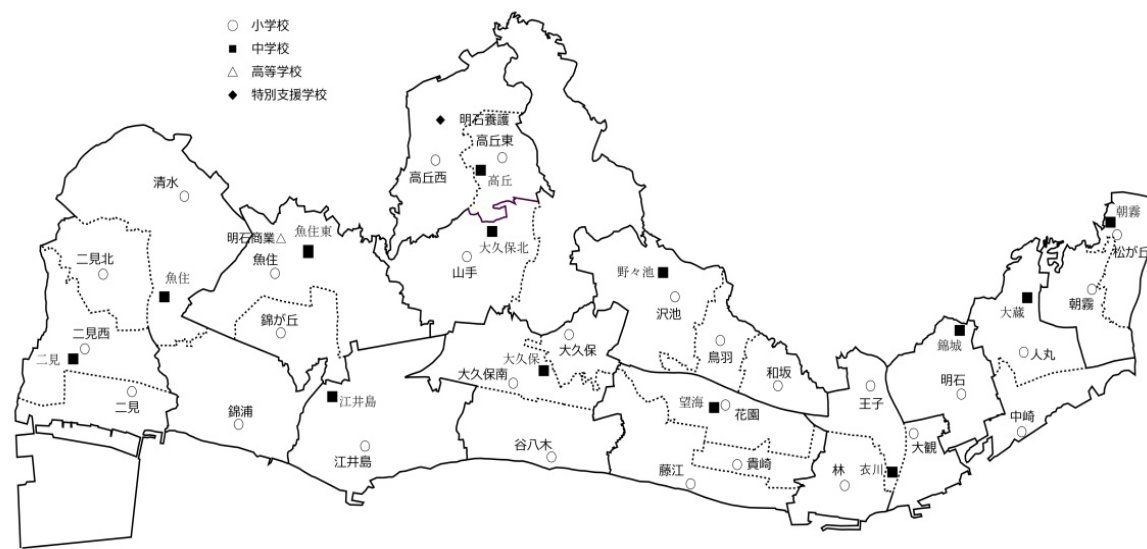 小学校
中学校
高等学校
特別支援学校
明石養護
高丘東
高丘西
高丘
清水
朝霧
魚住東
明石商業
大久保北
松が丘
二見北
魚住
山手
野々池
魚住
朝霧
沢池
大蔵
錦が丘
二見西
錦城
二見
大久保
大久保
鳥羽
人丸
大久保南
和坂
明石
二見
江井島
望海
花園
王子
錦浦
中崎
大観
谷八木
江井島
藤江
貴崎
林
衣川